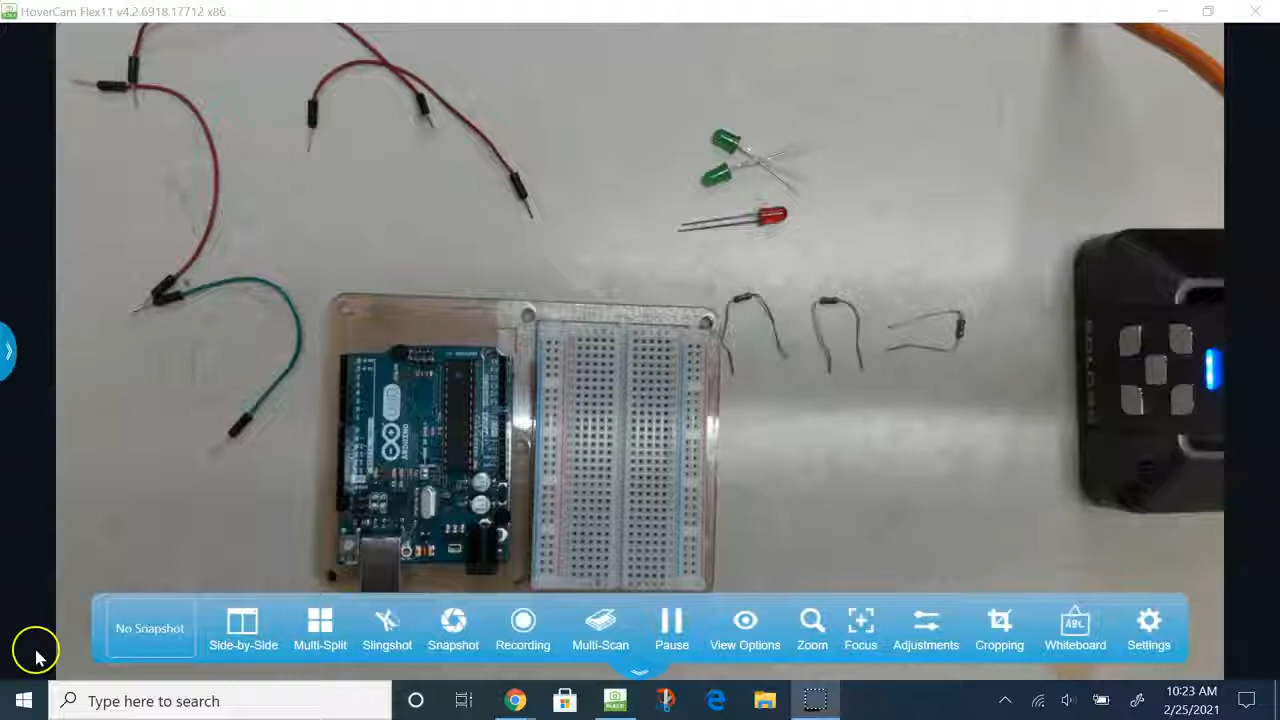 HoverCam Flex11 v4.2.6918.17712 x86
No Snapshot
Side-by-Side
Multi-Split
Slingshot
Snapshot
Recording
Multi-Scan
Pause
View Options
Zoom
Focus
Adjustments
Cropping
ABC
Whiteboard
Settings
Type here to search
10:23 AM
2/25/2021